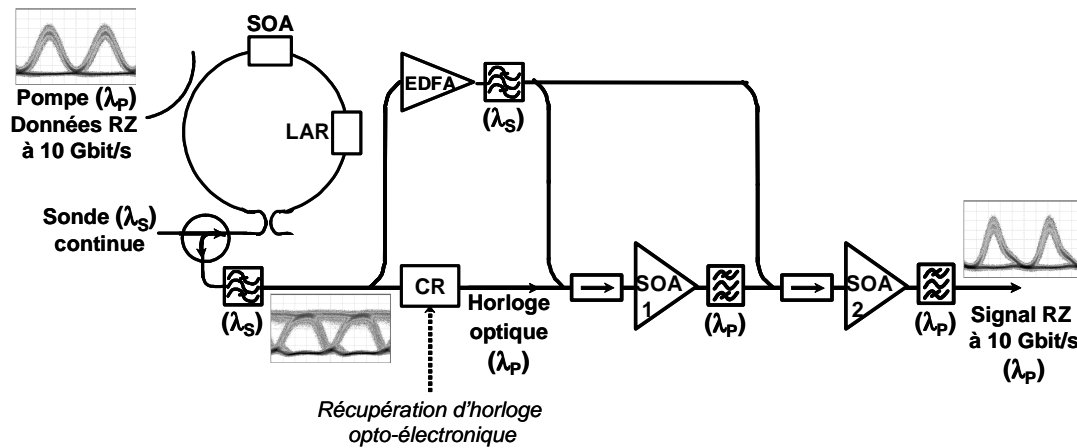 SOA
EDFA
Pompe (λP)
Données RZ
à 10 Gbit/s
LAR
(λS)
Sonde (λS)
continue
(λS)
CR
Horloge
optique
(λP)
SOA
1
(λP)
SOA
2
(λP)
Signal RZ
à 10 Gbit/s
(λP)
Récupération d'horloge
opto-électronique